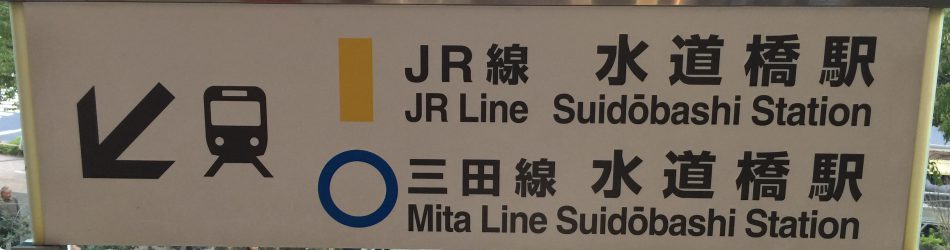 JR線 水道橋駅
JR Line Suidōbashi Station
三田線 水道橋駅
Mita Line Suidōbashi Station